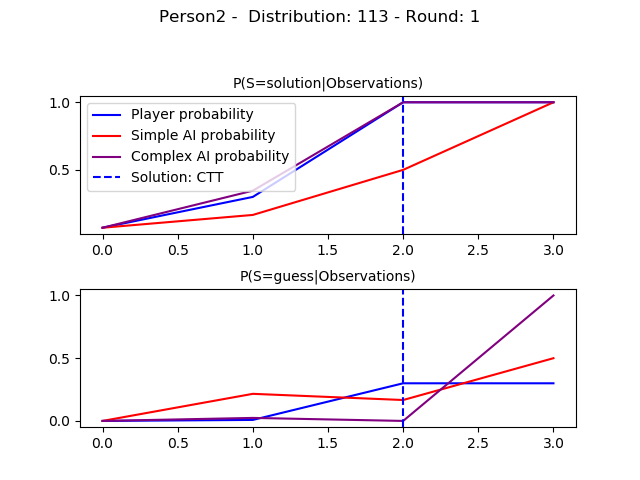 Person2 -  Distribution: 113 - Round: 1
P(S=solution|Observations)
1.0
0.5
Player probability
Simple AI probability
Complex AI probability
Solution: CTT
0.0 0.5 1.0 1.5 2.0 2.5 3.0
P(S=guess|Observations)
1.0
0.5
0.0
0.0 0.5 1.0 1.5 2.0 2.5 3.0